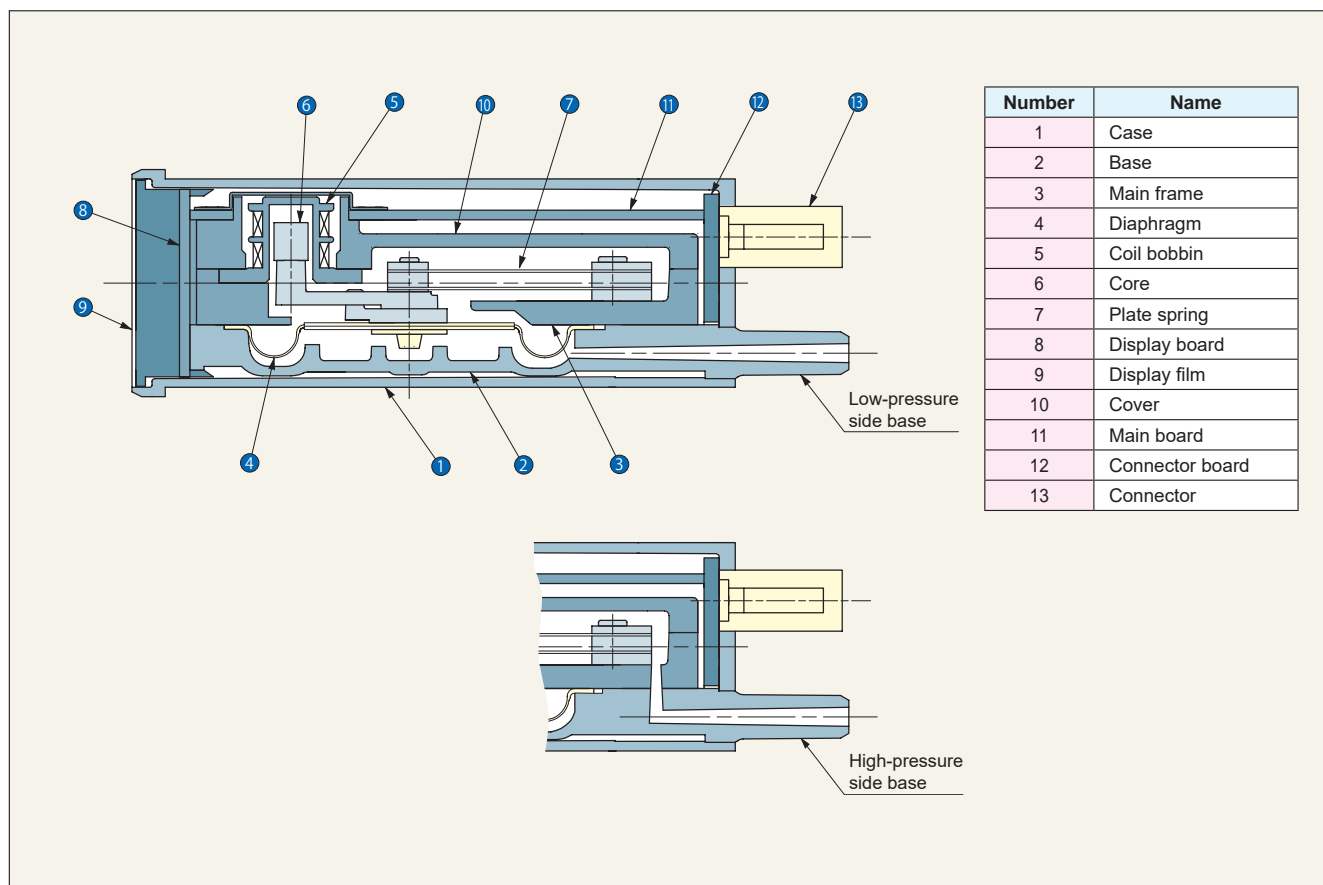 6 5 10 7 11 12 13
8
9
Low-pressure
side base
4 1 2 3
High-pressure
side base
Number Name
1 Case
2 Base
3 Main frame
4 Diaphragm
5 Coil bobbin
6 Core
7 Plate spring
8 Display board
9 Display film
10 Cover
11 Main board
12 Connector board
13 Connector